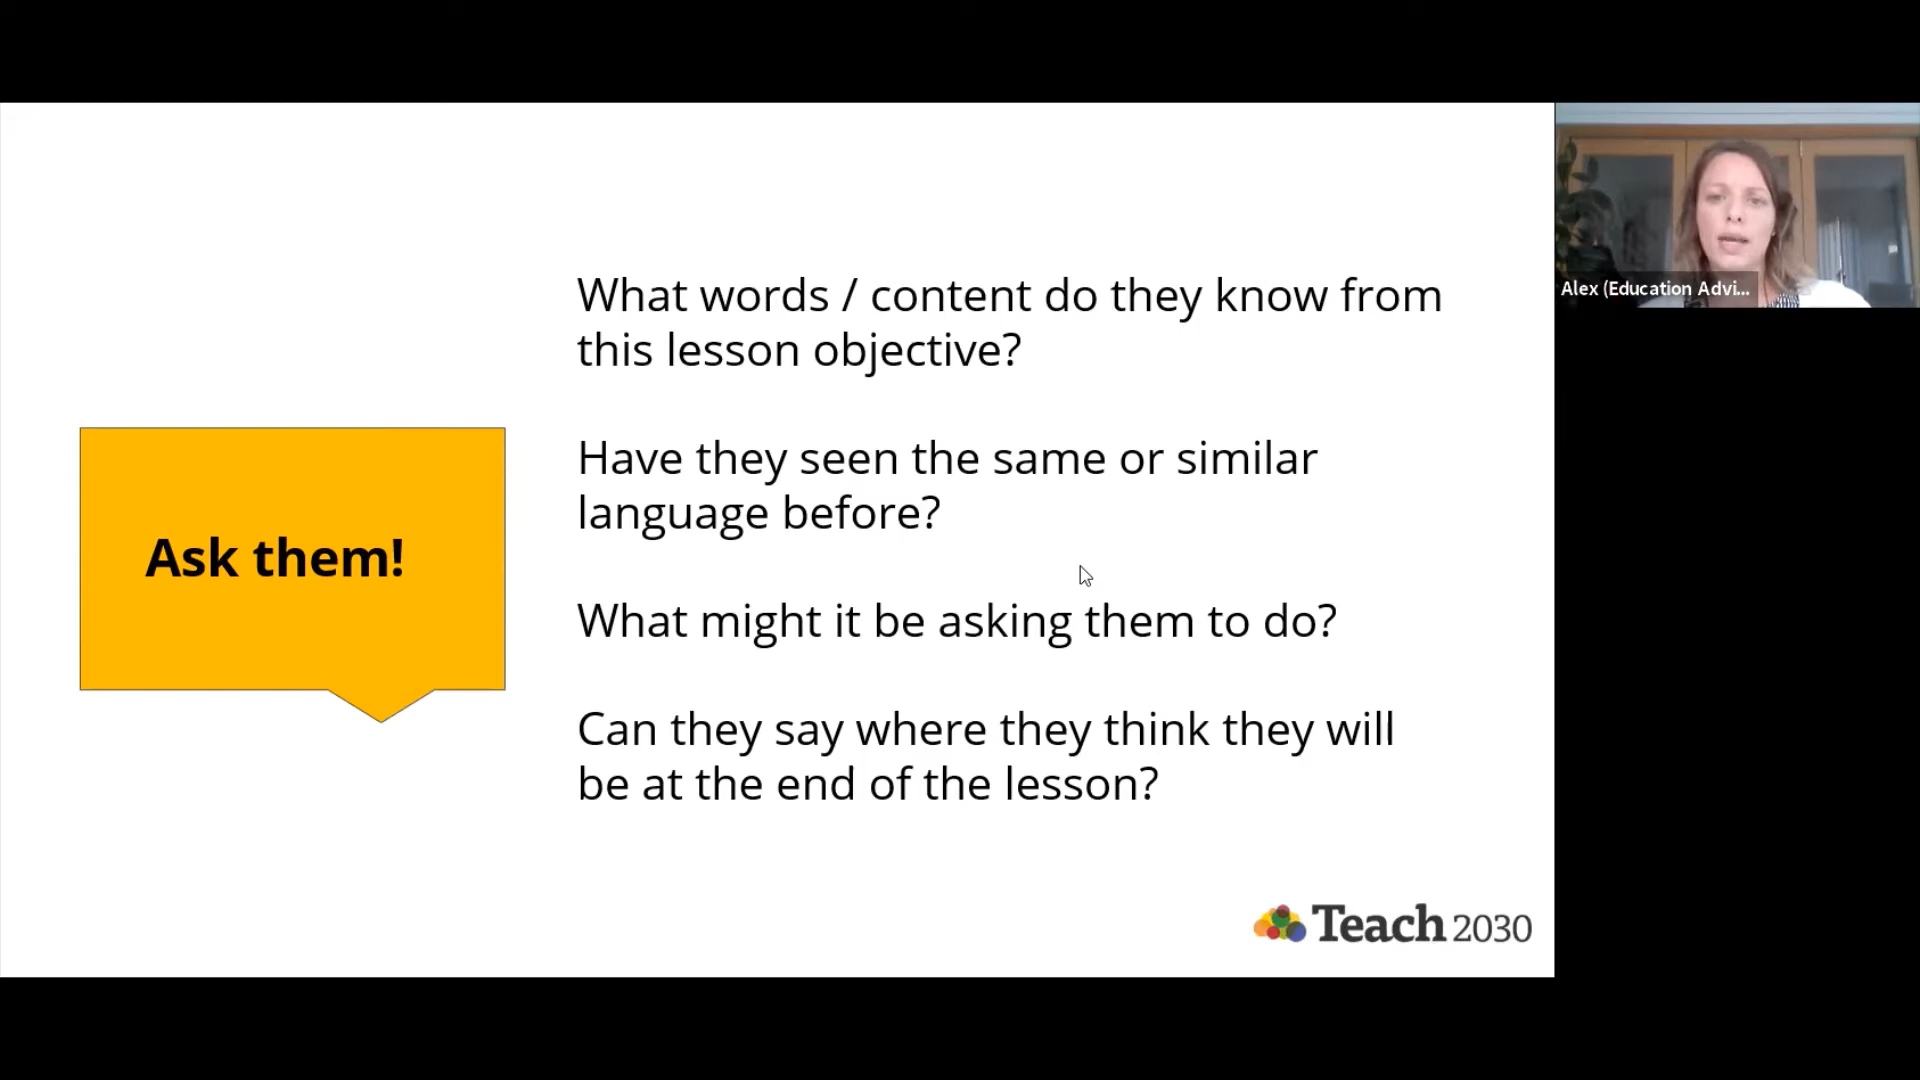 What words / content do they know from
this lesson objective?
Have they seen the same or similar
language before?
Ask them!
What might it be asking them to do?
Can they say where they think they will
be at the end of the lesson?
Teach 2030
Alex (Education Advi...